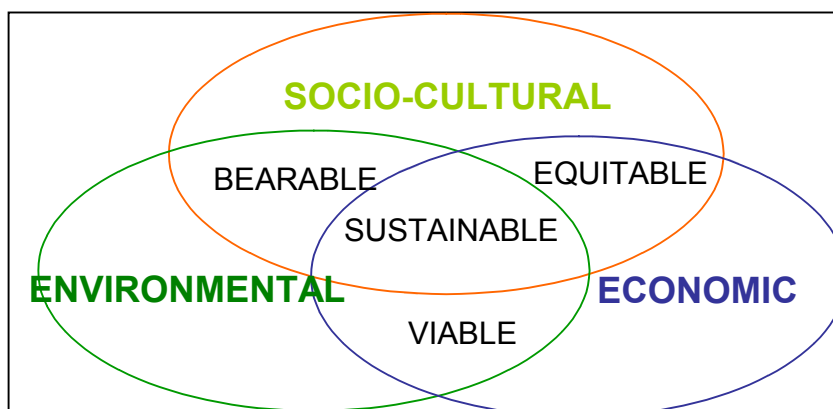 SOCIO-CULTURAL
BEARABLE
EQUITABLE
SUSTAINABLE
ENVIRONMENTAL
ECONOMIC
VIABLE